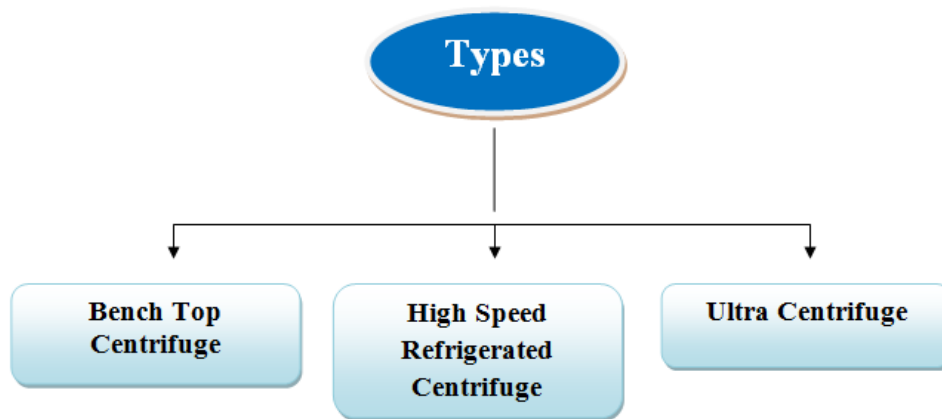 Types
Bench Top
Centrifuge
High Speed
Refrigerated
Centrifuge
Ultra Centrifuge